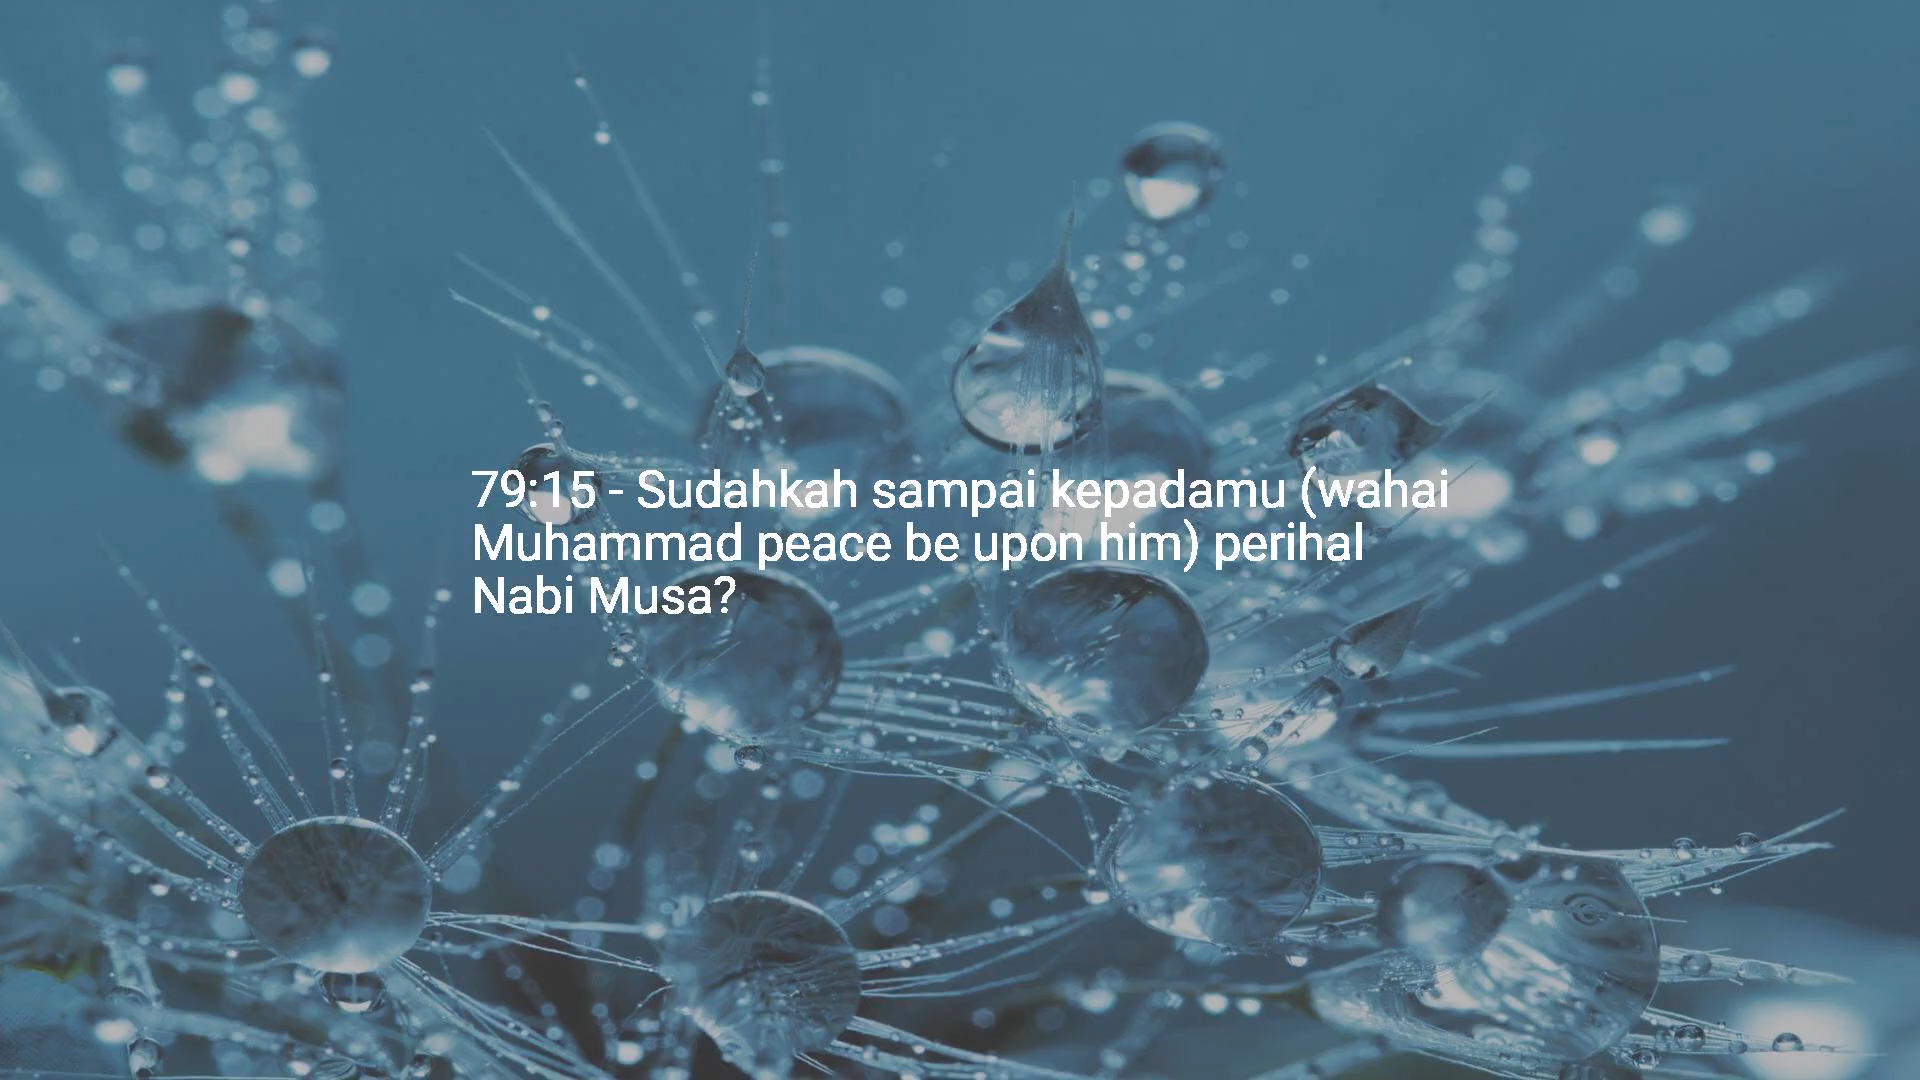 79:15 - Sudahkah sampai kepadamu (wahai
Muhammad peace be upon him) perihal
Nabi Musa?